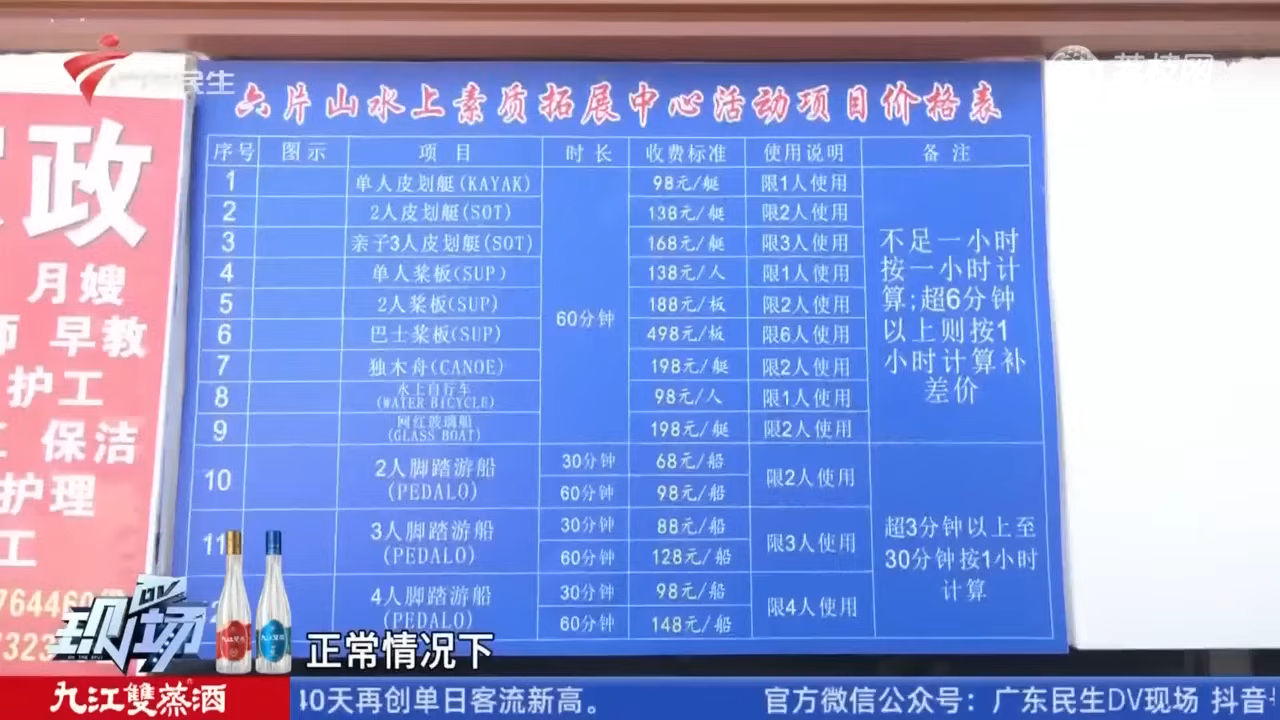 民生
荔枝网
六片山水上素质拓展中心活动项目价格表
序号 图示 项目 时长 收费标准 使用说明 备注
1 单人皮划艇(KAYAK) 98元/艇 限1人使用
2 2人皮划艇(SOT) 138元/艇 限2人使用
3 亲子3人皮划艇(SOT) 168元/艇 限3人使用
4 单人桨板(SUP) 138元/人 限1人使用
5 2人桨板(SUP) 188元/板 限2人使用
6 巴士桨板(SUP) 498元/板 限6人使用
7 独木舟(CANOE) 198元/艇 限2人使用
8 水上自行车
(WATER BICYCLE) 98元/人 限1人使用
9 网红玻璃船
(GLASS BOAT) 198元/艇 限2人使用
60分钟
不足一小时
按一小时计
算;超6分钟
以上则按1
小时计算补
差价
10 2人脚踏游船
(PEDALO) 限2人使用
30分钟 68元/船
60分钟 98元/船
11 3人脚踏游船
(PEDALO) 限3人使用
30分钟 88元/船
60分钟 128元/船
4人脚踏游船
(PEDALO) 限4人使用
30分钟 98元/船
60分钟 148元/船
超3分钟以上至
30分钟按1小时
计算
政
月嫂
师 早教
护工
保洁
护理
工
DV现场
正常情况下
九江雙蒸酒
40天再创单日客流新高。
官方微信公众号：广东民生DV现场 抖音